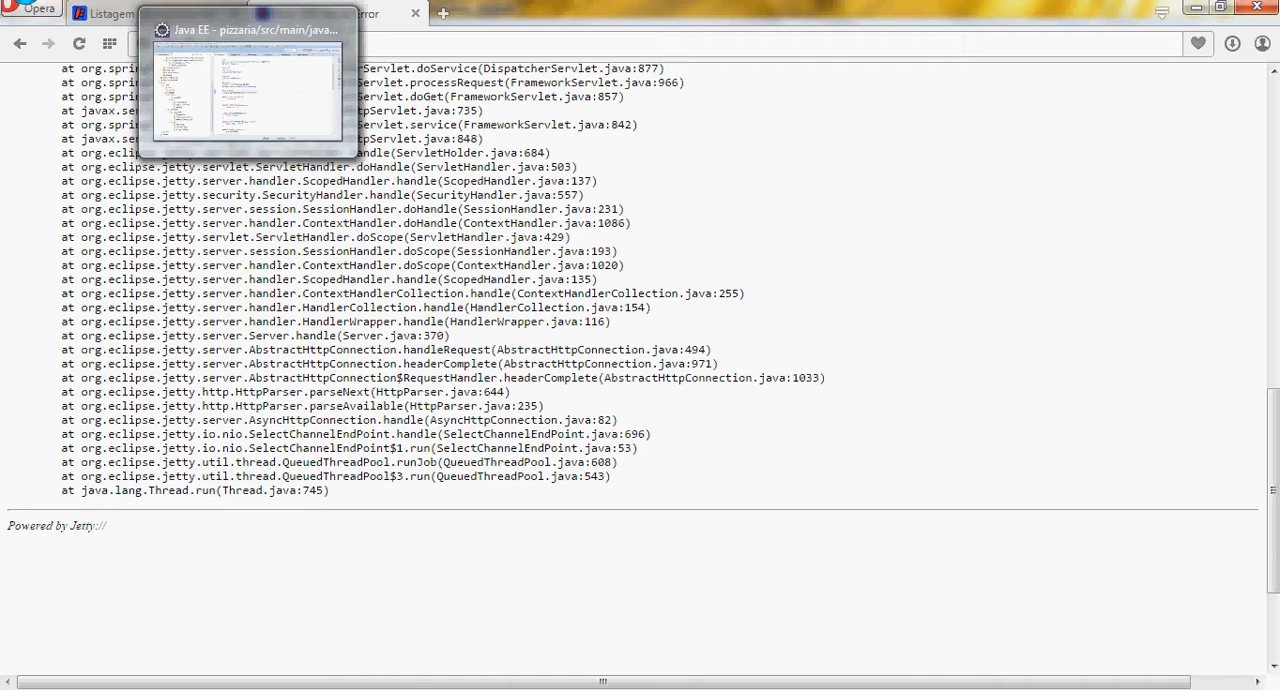 Opera
Listagem
rror
Java EE - pizzaria/src/main/java...
at org.sprin
Servlet.doService(DispatcherServlet.java:877)
at org.sprin
questFrameworkServlet.java:966)
at org.sprin
Servlet.doGet(FrameworkServlet.java:857)
at javax.s
pServlet.java:735)
at org.sprin
Servlet.service(FrameworkServlet.java:842)
at javax.s
pServlet.java:848)
at org.eclipse.jetty.servlet.ServletHolder.handle(ServletHolder.java:684)
at org.eclipse.jetty.servlet.ServletHandler.doHandle(ServletHandler.java:503)
at org.eclipse.jetty.server.handler.ScopedHandler.handle(ScopedHandler.java:137)
at org.eclipse.jetty.security.SecurityHandler.handle(SecurityHandler.java:557)
at org.eclipse.jetty.server.session.SessionHandler.doHandle(SessionHandler.java:231)
at org.eclipse.jetty.server.handler.ContextHandler.doHandle(ContextHandler.java:1086)
at org.eclipse.jetty.servlet.ServletHandler.doScope(ServletHandler.java:429)
at org.eclipse.jetty.server.session.SessionHandler.doScope(SessionHandler.java:193)
at org.eclipse.jetty.server.handler.ContextHandler.doScope(ContextHandler.java:1020)
at org.eclipse.jetty.server.handler.ScopedHandler.handle(ScopedHandler.java:135)
at org.eclipse.jetty.server.handler.ContextHandlerCollection.handle(ContextHandlerCollection.java:255)
at org.eclipse.jetty.server.handler.HandlerCollection.handle(HandlerCollection.java:154)
at org.eclipse.jetty.server.handler.HandlerWrapper.handle(HandlerWrapper.java:116)
at org.eclipse.jetty.server.Server.handle(Server.java:370)
at org.eclipse.jetty.server.AbstractHttpConnection.handleRequest(AbstractHttpConnection.java:494)
at org.eclipse.jetty.server.AbstractHttpConnection.headerComplete(AbstractHttpConnection.java:971)
at org.eclipse.jetty.server.AbstractHttpConnection$RequestHandler.headerComplete(AbstractHttpConnection.java:1033)
at org.eclipse.jetty.http.HttpParser.parseNext(HttpParser.java:644)
at org.eclipse.jetty.http.HttpParser.parseAvailable(HttpParser.java:235)
at org.eclipse.jetty.server.AsyncHttpConnection.handle(AsyncHttpConnection.java:82)
at org.eclipse.jetty.io.nio.SelectChannelEndPoint.handle(SelectChannelEndPoint.java:696)
at org.eclipse.jetty.io.nio.SelectChannelEndPoint$1.run(SelectChannelEndPoint.java:53)
at org.eclipse.jetty.util.thread.QueuedThreadPool.runJob(QueuedThreadPool.java:608)
at org.eclipse.jetty.util.thread.QueuedThreadPool$3.run(QueuedThreadPool.java:543)
at java.lang.Thread.run(Thread.java:745)
Powered by Jetty://